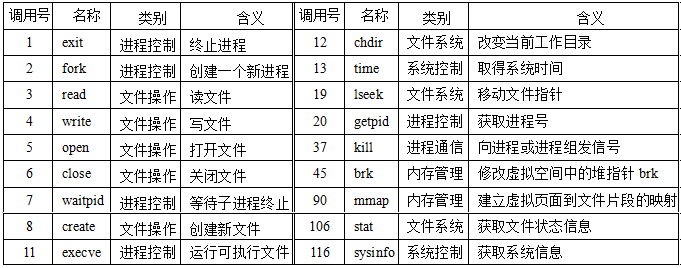 调用号 名称 类别 含义 调用号 名称 类别 含义
1 exit 进程控制 终止进程 12 chdir 文件系统 改变当前工作目录
2 fork 进程控制 创建一个新进程 13 time 系统控制 取得系统时间
3 read 文件操作 读文件 19 lseek 文件系统 移动文件指针
4 write 文件操作 写文件 20 getpid 进程控制 获取进程号
5 open 文件操作 打开文件 37 kill 进程通信 向进程或进程组发信号
6 close 文件操作 关闭文件 45 brk 内存管理 修改虚拟空间中的堆指针 brk
7 waitpid 进程控制 等待子进程终止 90 mmap 内存管理 建立虚拟页面到文件片段的映射
8 create 文件操作 创建新文件 106 stat 文件系统 获取文件状态信息
11 execve 进程控制 运行可执行文件 116 sysinfo 系统控制 获取系统信息